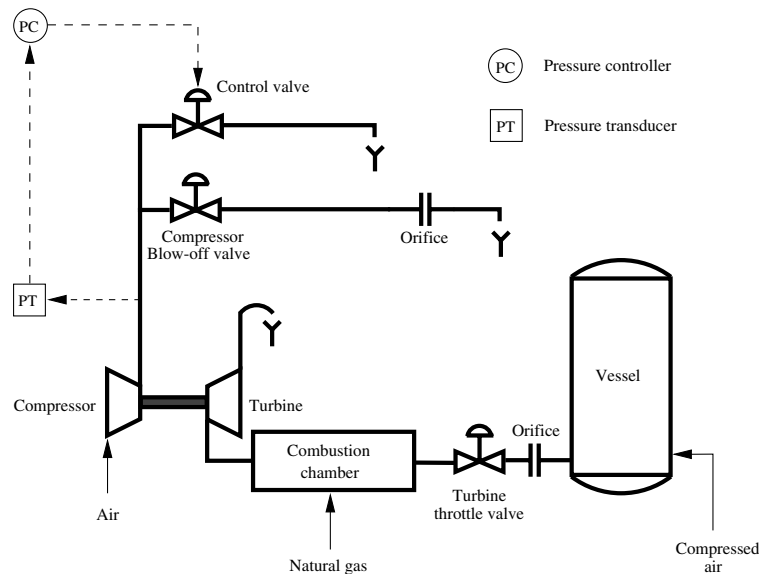 PC
Control valve
PC
Pressure controller
PT
Pressure transducer
Compressor
Blow-off valve
Orifice
PT
Compressor
Turbine
Vessel
Orifice
Combustion
chamber
Turbine
throttle valve
Air
Natural gas
Compressed
air